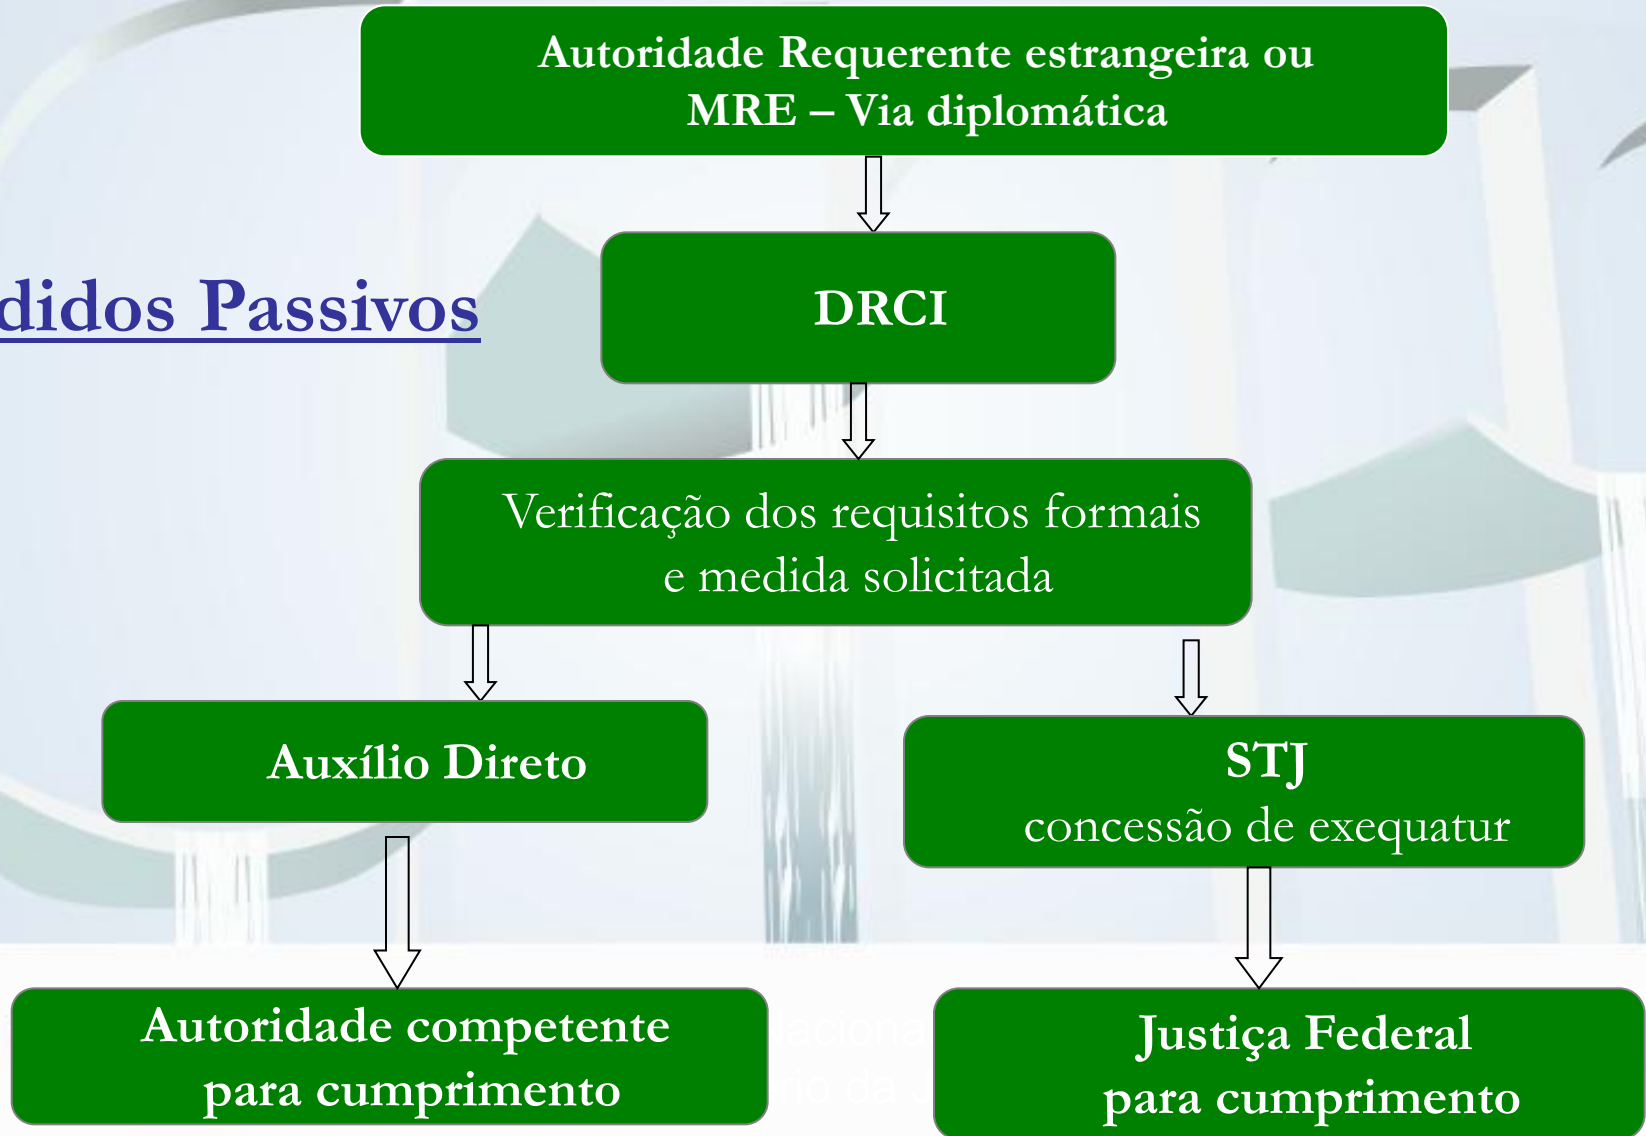 Autoridade Requerente estrangeira ou
MRE – Via diplomática
didos Passivos
DRCI
Verificação dos requisitos formais
e medida solicitada
Auxílio Direto
STJ
concessão de exequatur
Autoridade competente
para cumprimento
Justiça Federal
para cumprimento